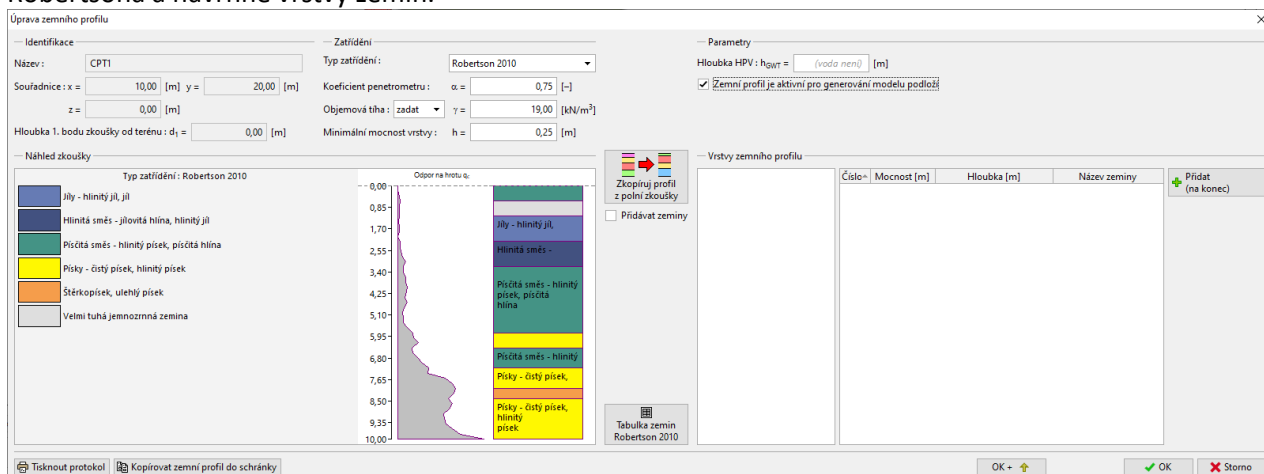 Robertsona a navrhne vrstvy zemin.
Úprava zemního profilu
Identifikace
Název :
CPT1
Souřadnice : x =
10,00
[m]
y =
20,00
[m]
z =
0,00
[m]
Hloubka 1. bodu zkoušky od terénu : d1 =
0,00
[m]
Zatřídění
Typ zatřídění :
Robertson 2010
Koeficient penetrometru :
α =
0,75
[–]
Objemová tíha :
zadat
γ =
19,00
[kN/m³]
Minimální mocnost vrstvy :
h =
0,25
[m]
Parametry
Hloubka HPV : hGWT =
(voda není)
[m]
Zemní profil je aktivní pro generování modelu podloží
Náhled zkoušky
Typ zatřídění : Robertson 2010
Jíly - hlinitý jíl, jíl
Hlinitá směs - jílovitá hlína, hlinitý jíl
Písčitá směs - hlinitý písek, písčitá hlína
Písky - čistý písek, hlinitý písek
Štěrkopísek, ulehlý písek
Velmi tuhá jemnozrnná zemina
Odpor na hrotu qc
0,00
0,85
1,70
2,55
3,40
4,25
5,10
5,95
6,80
7,65
8,50
9,35
10,00
Jíly - hlinitý jíl,
Hlinitá směs -
Písčitá směs - hlinitý
písek, písčitá
hlína
Písčitá směs - hlinitý
Písky - čistý písek,
Písky - čistý písek,
hlinitý
písek
Zkopíruj profil
z polní zkoušky
Přidávat zeminy
Tabulka zemin
Robertson 2010
Vrstvy zemního profilu
Číslo
Mocnost [m]
Hloubka [m]
Název zeminy
Přidat
(na konec)
Tisknout protokol
Kopírovat zemní profil do schránky
OK +
OK
Storno